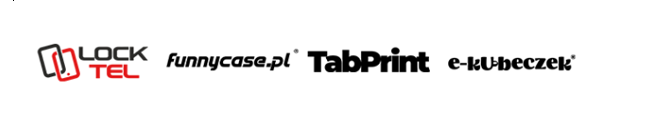 LOCK
TEL
funnycase.pl®
TabPrint
e-kubeczek®